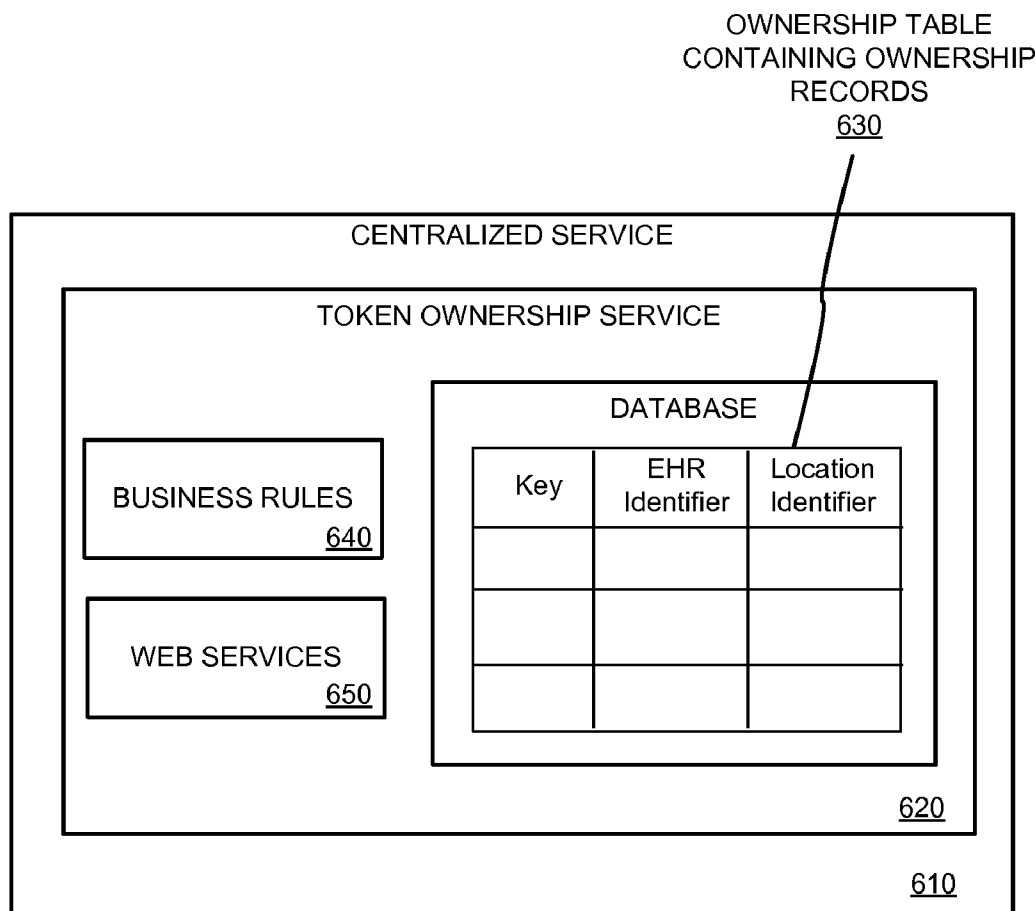 OWNERSHIP TABLE
CONTAINING OWNERSHIP
RECORDS
630
CENTRALIZED SERVICE
TOKEN OWNERSHIP SERVICE
DATABASE
Key
EHR
Identifier
Location
Identifier
BUSINESS RULES
640
WEB SERVICES
650
620
610